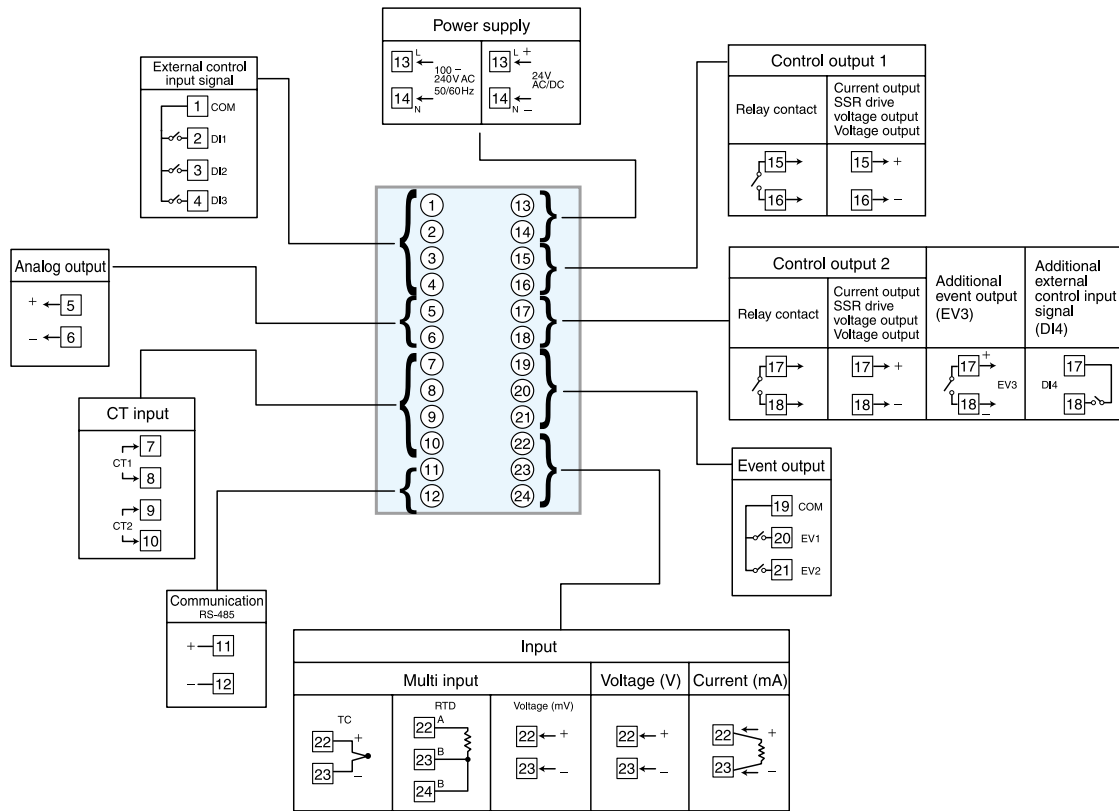 Power supply
13 L
100 –
240V AC
50/60Hz
14 N
13 L +
24V
AC/DC
14 N –
External control
input signal
1 COM
2 DI1
3 DI2
4 DI3
Control output 1
Relay contact
Current output
SSR drive
voltage output
Voltage output
15
16
15 +
16 –
Analog output
+ 5
– 6
1
2
3
4
5
6
7
8
9
10
11
12
13
14
15
16
17
18
19
20
21
22
23
24
Control output 2
Relay contact
Current output
SSR drive
voltage output
Voltage output
Additional
event output
(EV3)
Additional
external
control input
signal
(DI4)
17
18
17 +
18 –
17 +
EV3
18 –
17
DI4
18
CT input
7
CT1
8
9
CT2
10
Event output
19 COM
20 EV1
21 EV2
Communication
RS-485
+ 11
– 12
Input
Multi input
Voltage (V)
Current (mA)
TC
22 +
23 –
RTD
22 A
23 B
24 B
Voltage (mV)
22 +
23 –
22 +
23 –
22 +
23 –